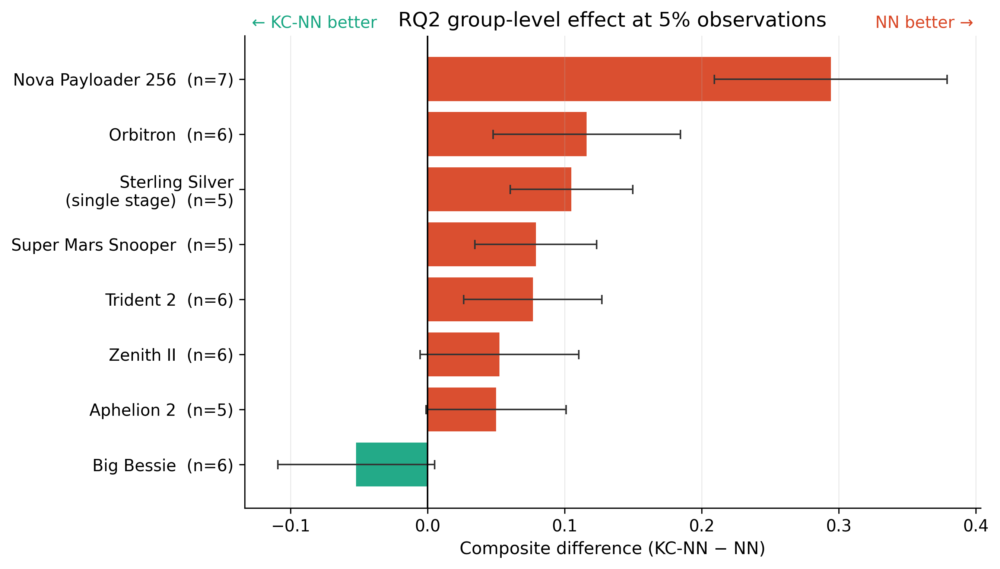 ← KC-NN better
RQ2 group-level effect at 5% observations
NN better →
Nova Payloader 256 (n=7)
Orbitron (n=6)
Sterling Silver
(single stage) (n=5)
Super Mars Snooper (n=5)
Trident 2 (n=6)
Zenith II (n=6)
Aphelion 2 (n=5)
Big Bessie (n=6)
−0.1 0.0 0.1 0.2 0.3 0.4
Composite difference (KC-NN − NN)